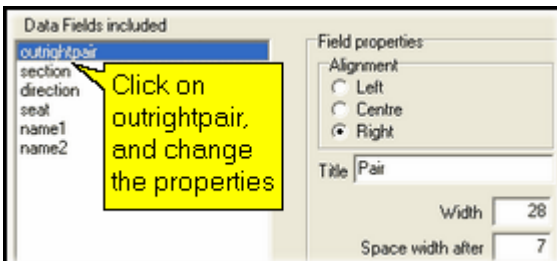 Data Fields included
outrightpair
section
direction
seat
name1
name2
Click on
outrightpair,
and change
the properties
Field properties
Alignment
Left
Centre
Right
Title Pair
Width 28
Space width after 7